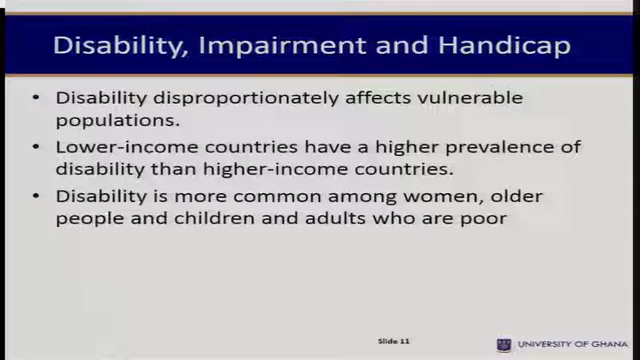 Disability, Impairment and Handicap
• Disability disproportionately affects vulnerable
populations.
• Lower-income countries have a higher prevalence of
disability than higher-income countries.
• Disability is more common among women, older
people and children and adults who are poor
Slide 11
UNIVERSITY OF GHANA